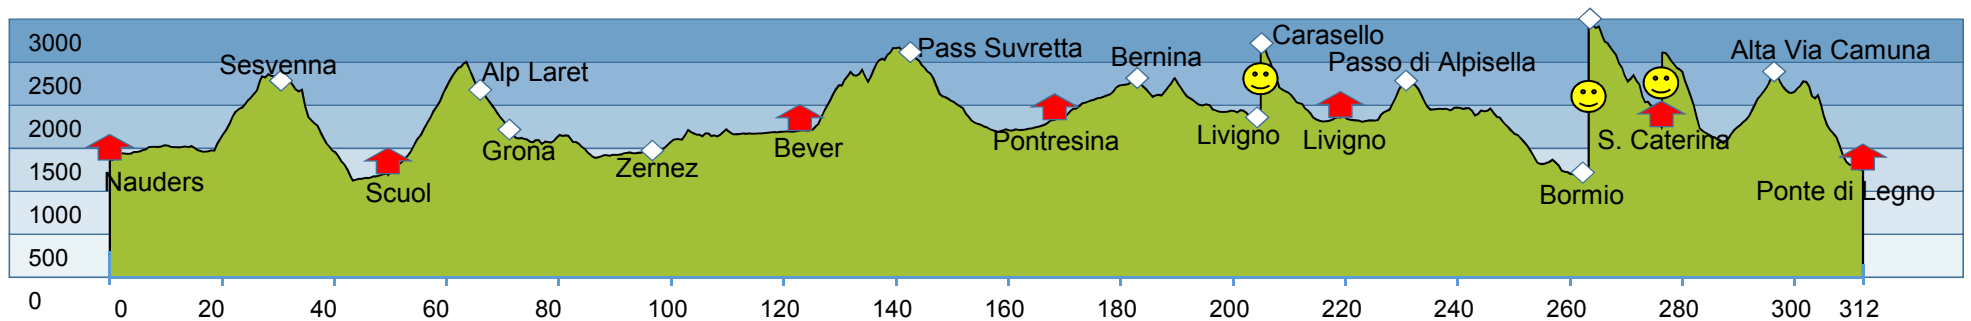 3000
2500
2000
1500
1000
500
0
Sesvenna
Alp Laret
Pass Suvretta
Bernina
Carasello
Passo di Alpisella
Alta Via Camuna
Nauders
Scuol
Grona
Zernez
Bever
Pontresina
Livigno
Livigno
Bormio
S. Caterina
Ponte di Legno
0 20 40 60 80 100 120 140 160 180 200 220 240 260 280 300 312